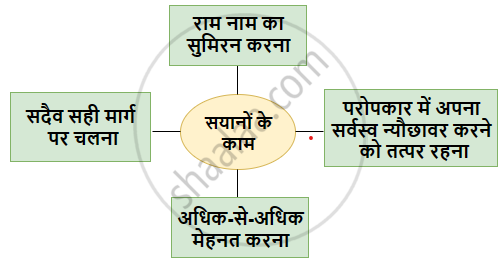 राम नाम का
सुमिरन करना
सदैव सही मार्ग
पर चलना
सयानों के
काम
परोपकार में अपना
सर्वस्व न्यौछावर करने
को तत्पर रहना
अधिक-से-अधिक
मेहनत करना
shaalaa.com